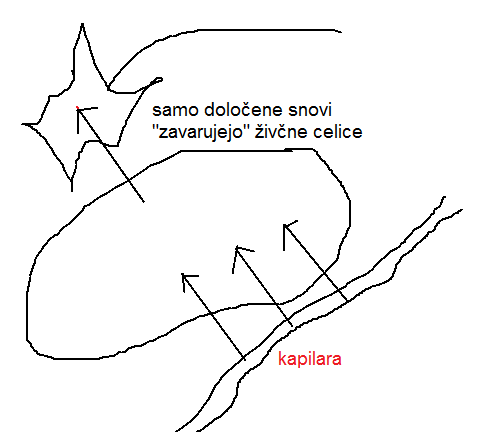 samo določene snovi
"zavarujejo" živčne celice
kapilara